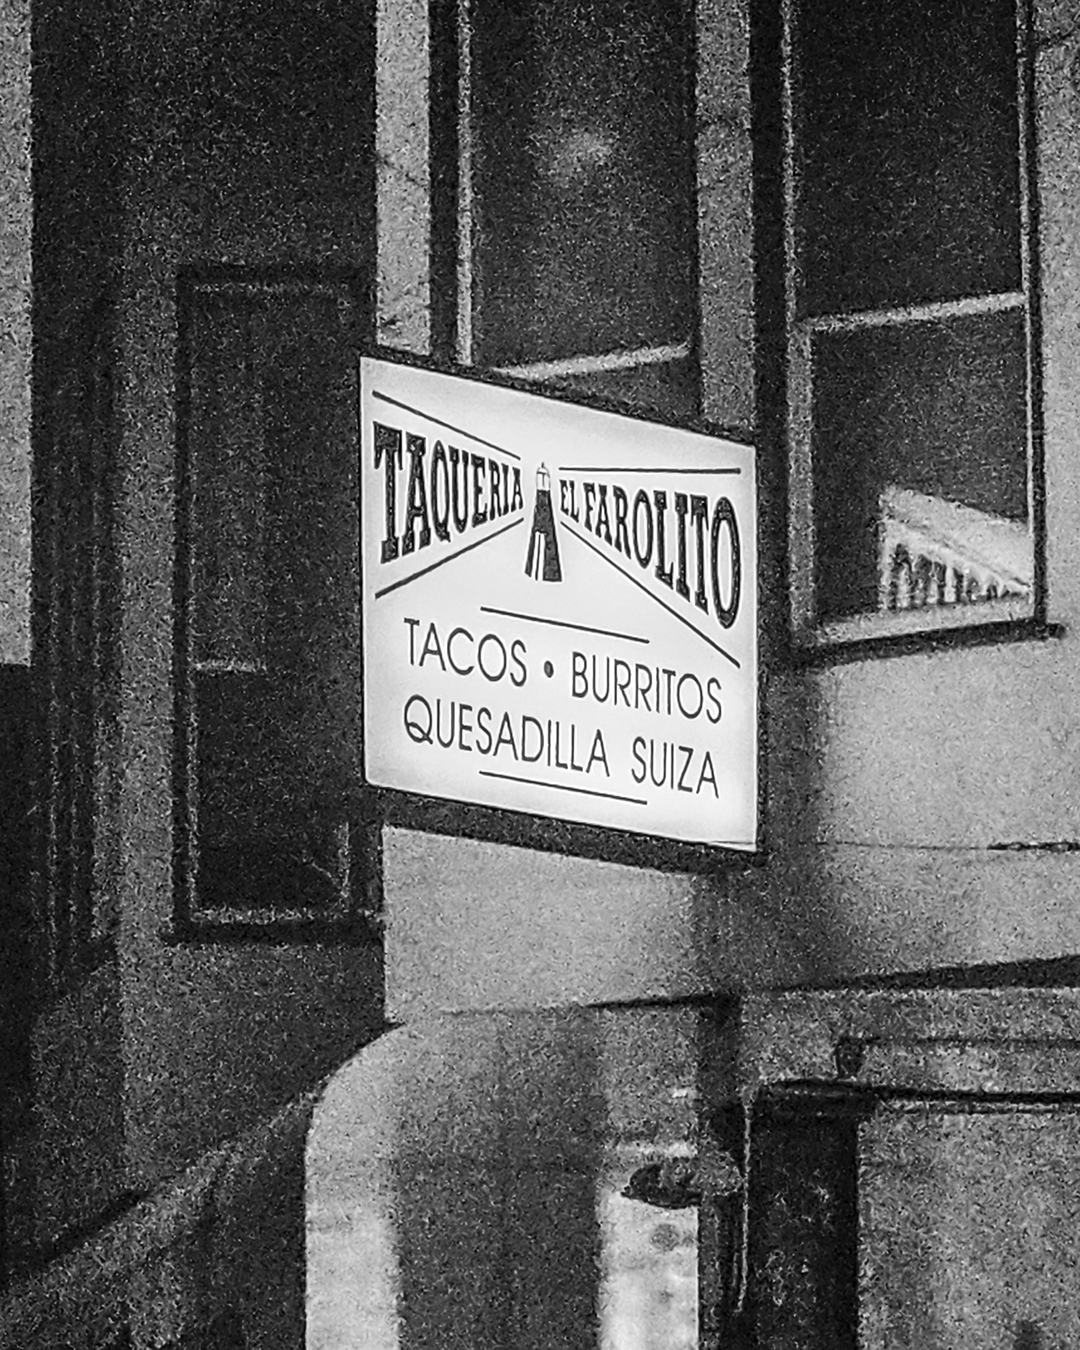 TAQUERIA EL FAROLITO
TACOS • BURRITOS
QUESADILLA SUIZA